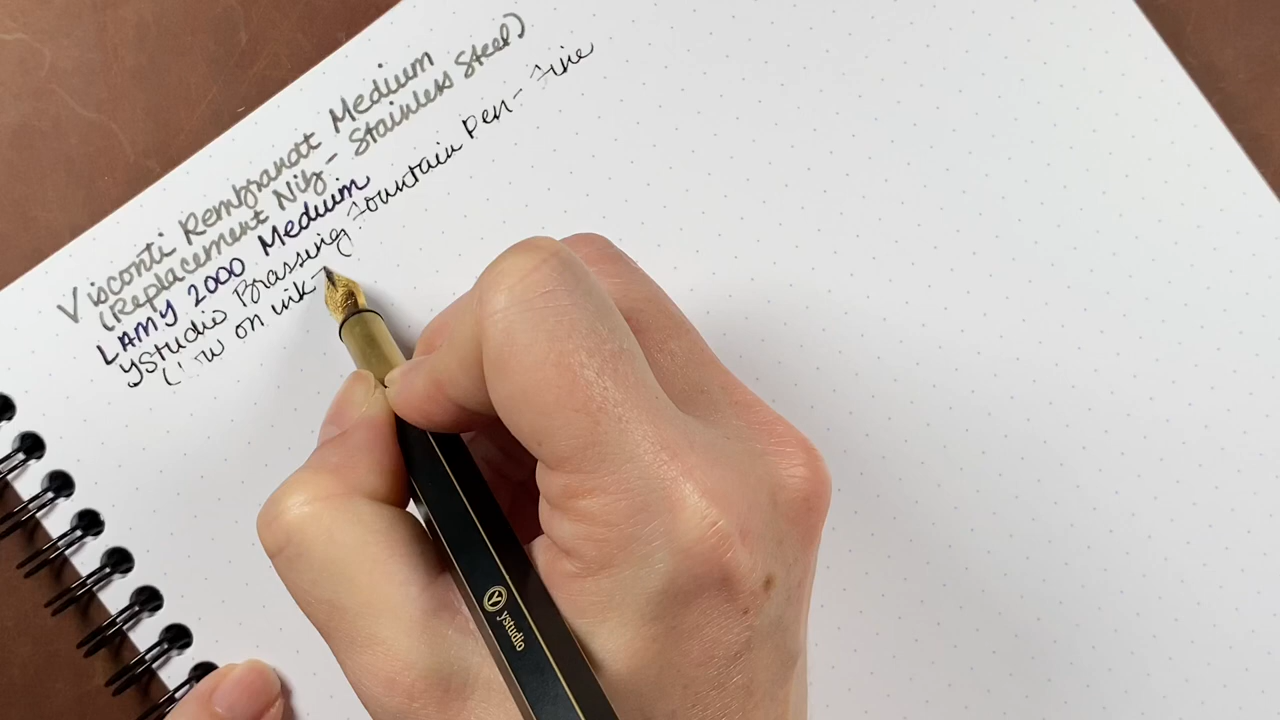 Visconti Rembrandt Medium
(Replacement Nib - Stainless Steel)
LAMY 2000 Medium
YStudio Brassing Fountain Pen - Fine
on ink -
ystudio